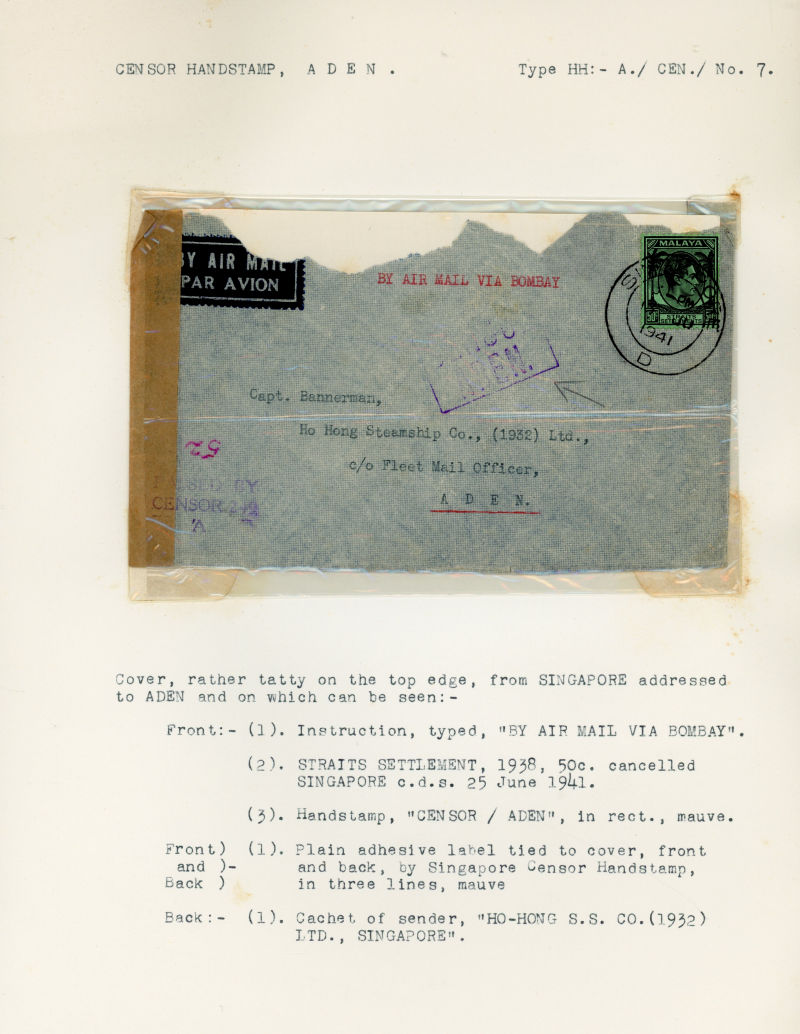 CENSOR HANDSTAMP, A D E N .
Type HH:- A./ CEN./ No. 7.
BY AIR MAIL
PAR AVION
BY AIR MAIL VIA BOMBAY
MALAYA
50c
STRAITS
1941
D
ADEN.
Capt. Bannerman,
Ho Hong Steamship Co., (1932) Ltd.,
c/o Fleet Mail Officer,
A D E N.
52
PASSED BY
CENSOR
A
Cover, rather tatty on the top edge, from SINGAPORE addressed
to ADEN and on which can be seen:-
Front:- (1). Instruction, typed, "BY AIR MAIL VIA BOMBAY".
(2). STRAITS SETTLEMENT, 1938, 50c. cancelled
SINGAPORE c.d.s. 25 June 1941.
(3). Handstamp, "CENSOR / ADEN", in rect., mauve.
Front) (1). Plain adhesive label tied to cover, front
and )- and back, by Singapore Censor Handstamp,
Back ) in three lines, mauve
Back:- (1). Cachet of sender, "HO-HONG S.S. CO.(1932)
LTD., SINGAPORE".